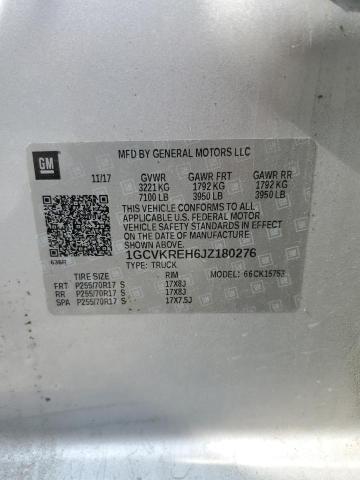 GM
MFD BY GENERAL MOTORS LLC
11/17 GVWR GAWR FRT GAWR RR
3221 KG 1792 KG 1792 KG
7100 LB 3950 LB 3950 LB
THIS VEHICLE CONFORMS TO ALL
APPLICABLE U.S. FEDERAL MOTOR
VEHICLE SAFETY STANDARDS IN EFFECT
ON THE DATE OF MANUFACTURE SHOWN ABOVE.
1GCVKREH6JZ180276
TYPE: TRUCK
MODEL: 66CK15753
TIRE SIZE RIM
FRT P255/70R17 S 17X8J
RR P255/70R17 S 17X8J
SPA P255/70R17 S 17X7.5J